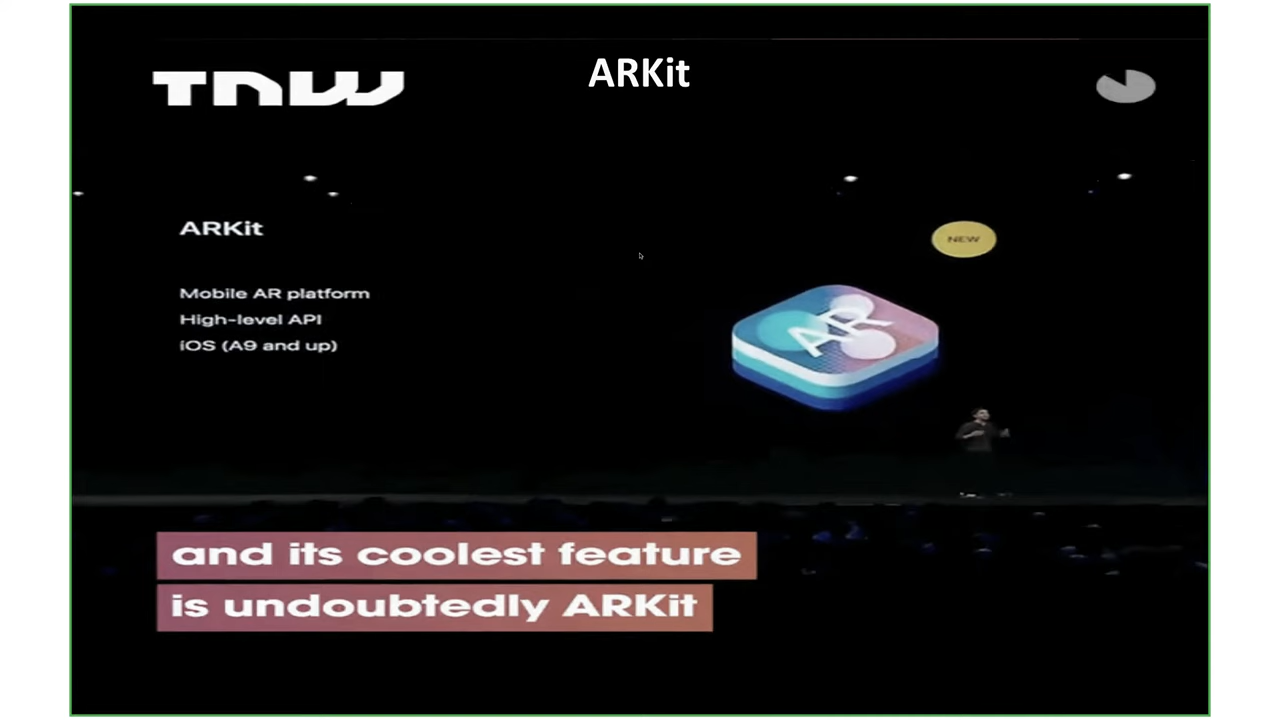 TNW
ARKit
ARKit
NEW
Mobile AR platform
High-level API
iOS (A9 and up)
AR
and its coolest feature
is undoubtedly ARKit